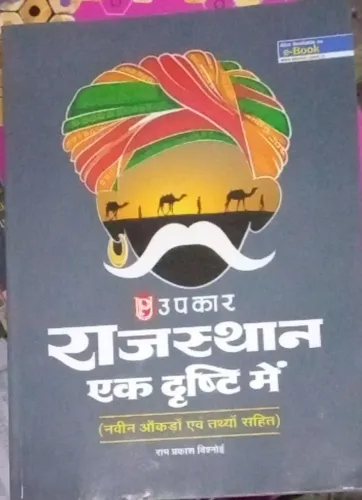 Also Available as
e-Book
उपकार
राजस्थान
एक दृष्टि में
(नवीन आँकड़ों एवं तथ्यों सहित)
राम प्रकाश विश्नोई